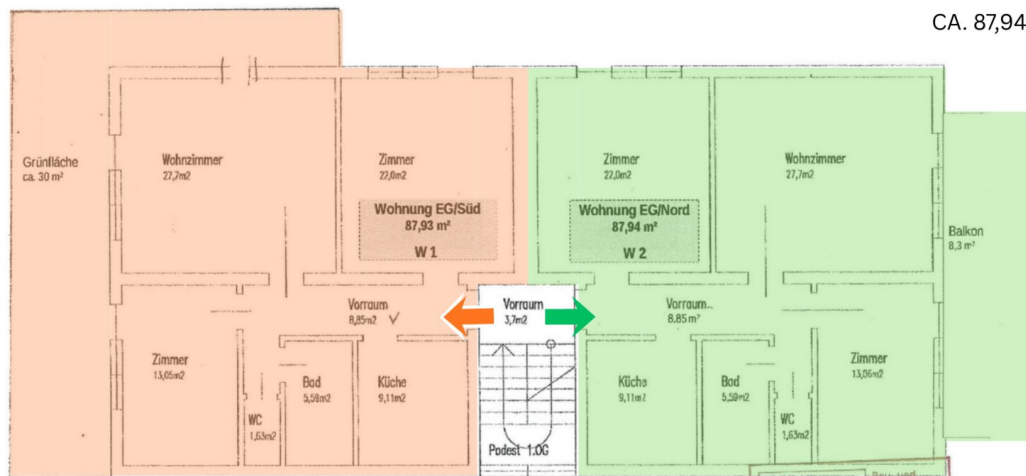 CA. 87,94
Grünfläche
ca. 30 m²
Wohnzimmer
27,7m2
Zimmer
22,0m2
Wohnung EG/Süd
87,93 m²
W 1
Zimmer
22,0m2
Wohnung EG/Nord
87,94 m²
W 2
Wohnzimmer
27,7m2
Balkon
8,3 m²
Vorraum
8,85m2
Vorraum
3,7m2
Vorraum..
8,85 m²
Zimmer
13,05m2
WC
1,63m2
Bad
5,59m2
Küche
9,11m2
Podest 1.OG
Küche
9,11m2
Bad
5,59m2
WC
1,63m2
Zimmer
13,06m2
Bau- und